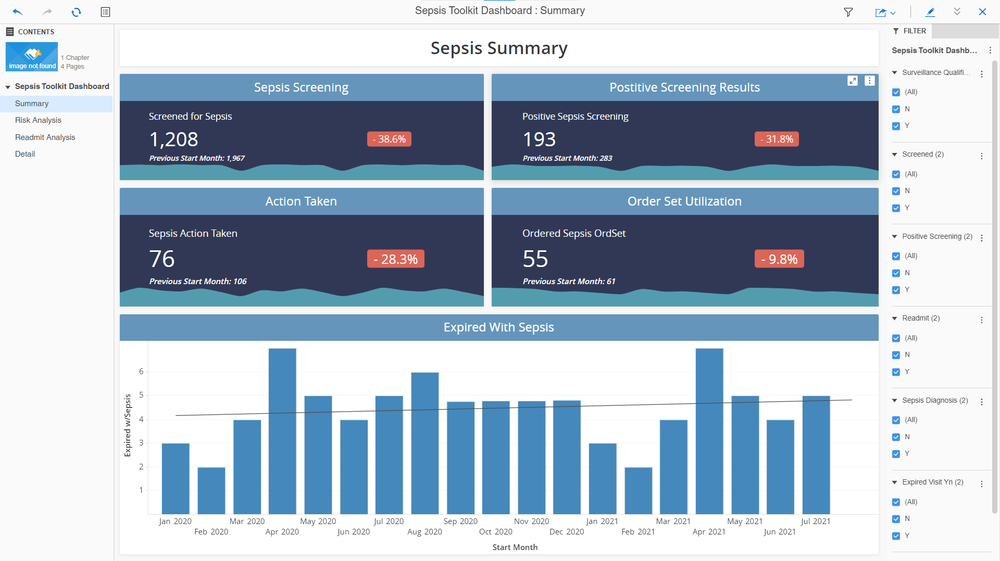 Sepsis Toolkit Dashboard : Summary
CONTENTS
image not found
1 Chapter
4 Pages
Sepsis Toolkit Dashboard
Summary
Risk Analysis
Readmit Analysis
Detail
Sepsis Summary
Sepsis Screening
Screened for Sepsis
1,208
- 38.6%
Previous Start Month: 1,967
Postitive Screening Results
Positive Sepsis Screening
193
- 31.8%
Previous Start Month: 283
Action Taken
Sepsis Action Taken
76
- 28.3%
Previous Start Month: 106
Order Set Utilization
Ordered Sepsis OrdSet
55
- 9.8%
Previous Start Month: 61
Expired With Sepsis
Expired w/Sepsis
6
5
4
3
2
1
Jan 2020
Feb 2020
Mar 2020
Apr 2020
May 2020
Jun 2020
Jul 2020
Aug 2020
Sep 2020
Oct 2020
Nov 2020
Dec 2020
Jan 2021
Feb 2021
Mar 2021
Apr 2021
May 2021
Jun 2021
Jul 2021
Start Month
FILTER
Sepsis Toolkit Dashb...
Surveillance Qualifi...
(All)
N
Y
Screened (2)
(All)
N
Y
Positive Screening (2)
(All)
N
Y
Readmit (2)
(All)
N
Y
Sepsis Diagnosis (2)
(All)
N
Y
Expired Visit Yn (2)
(All)
N
Y